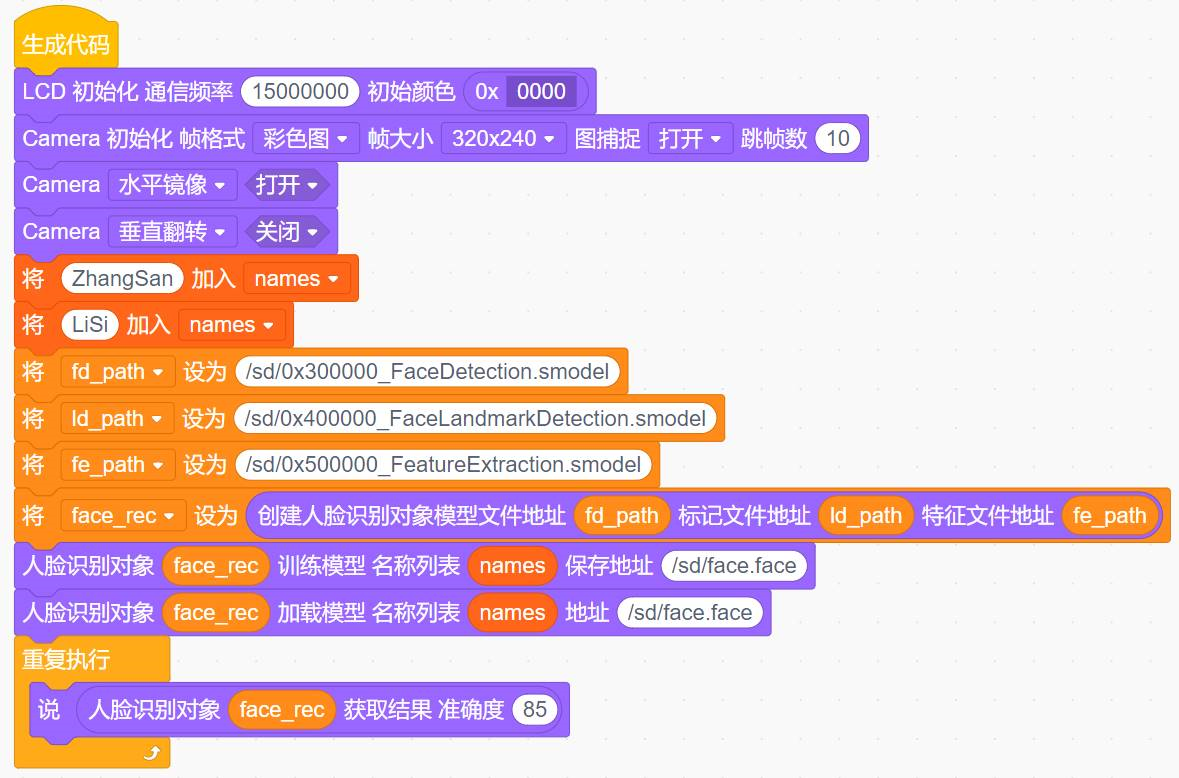 生成代码
LCD 初始化 通信频率 15000000 初始颜色 0x 0000
Camera 初始化 帧格式 彩色图 帧大小 320x240 图捕捉 打开 跳帧数 10
Camera 水平镜像 打开
Camera 垂直翻转 关闭
将 ZhangSan 加入 names
将 LiSi 加入 names
将 fd_path 设为 /sd/0x300000_FaceDetection.smodel
将 ld_path 设为 /sd/0x400000_FaceLandmarkDetection.smodel
将 fe_path 设为 /sd/0x500000_FeatureExtraction.smodel
将 face_rec 设为 创建人脸识别对象模型文件地址 fd_path 标记文件地址 ld_path 特征文件地址 fe_path
人脸识别对象 face_rec 训练模型 名称列表 names 保存地址 /sd/face.face
人脸识别对象 face_rec 加载模型 名称列表 names 地址 /sd/face.face
重复执行
说 人脸识别对象 face_rec 获取结果 准确度 85